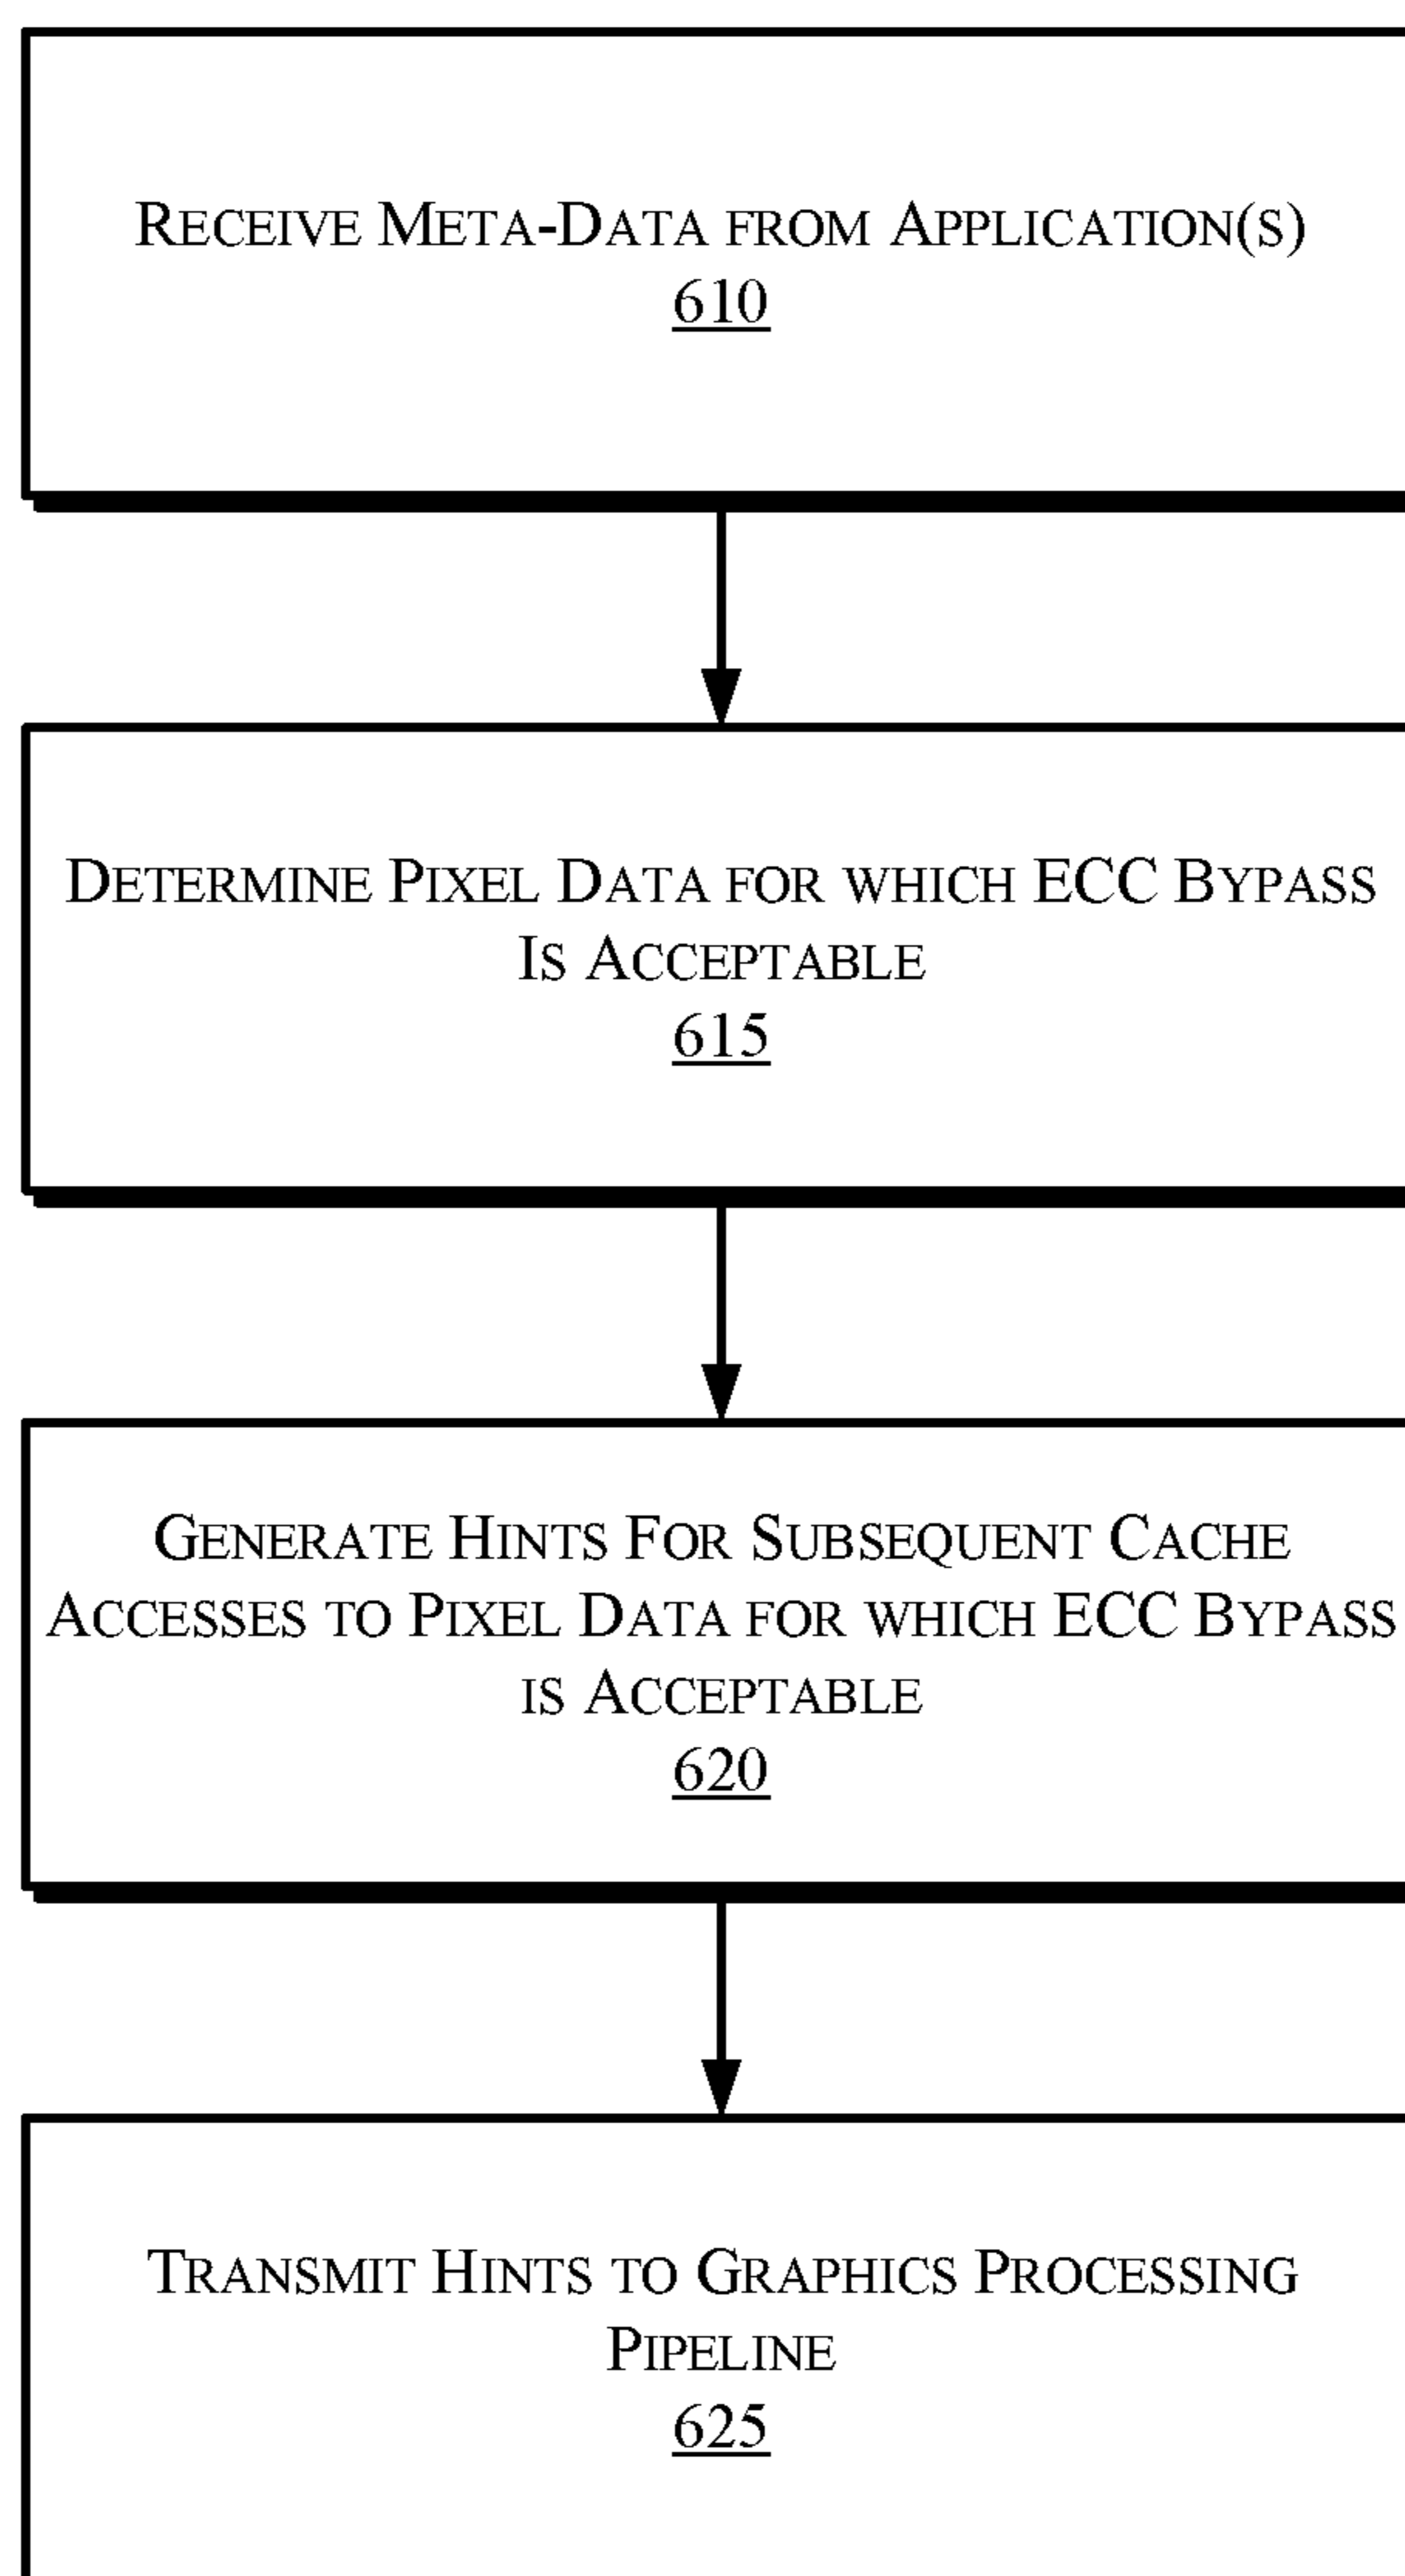 RECEIVE META-DATA FROM APPLICATION(S)
610
DETERMINE PIXEL DATA FOR WHICH ECC BYPASS
IS ACCEPTABLE
615
GENERATE HINTS FOR SUBSEQUENT CACHE
ACCESSES TO PIXEL DATA FOR WHICH ECC BYPASS
IS ACCEPTABLE
620
TRANSMIT HINTS TO GRAPHICS PROCESSING
PIPELINE
625